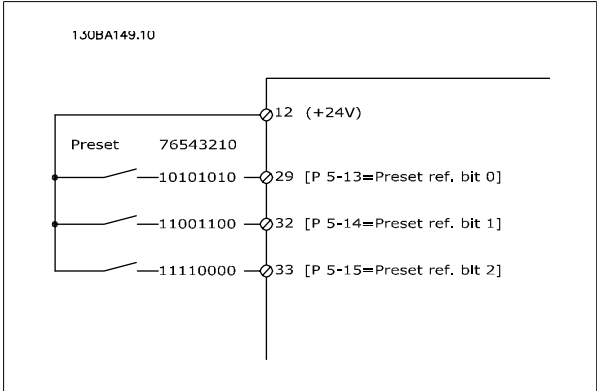 130BA149.10
12 (+24V)
Preset 76543210
10101010 29 [P 5-13=Preset ref. bit 0]
11001100 32 [P 5-14=Preset ref. bit 1]
11110000 33 [P 5-15=Preset ref. bit 2]